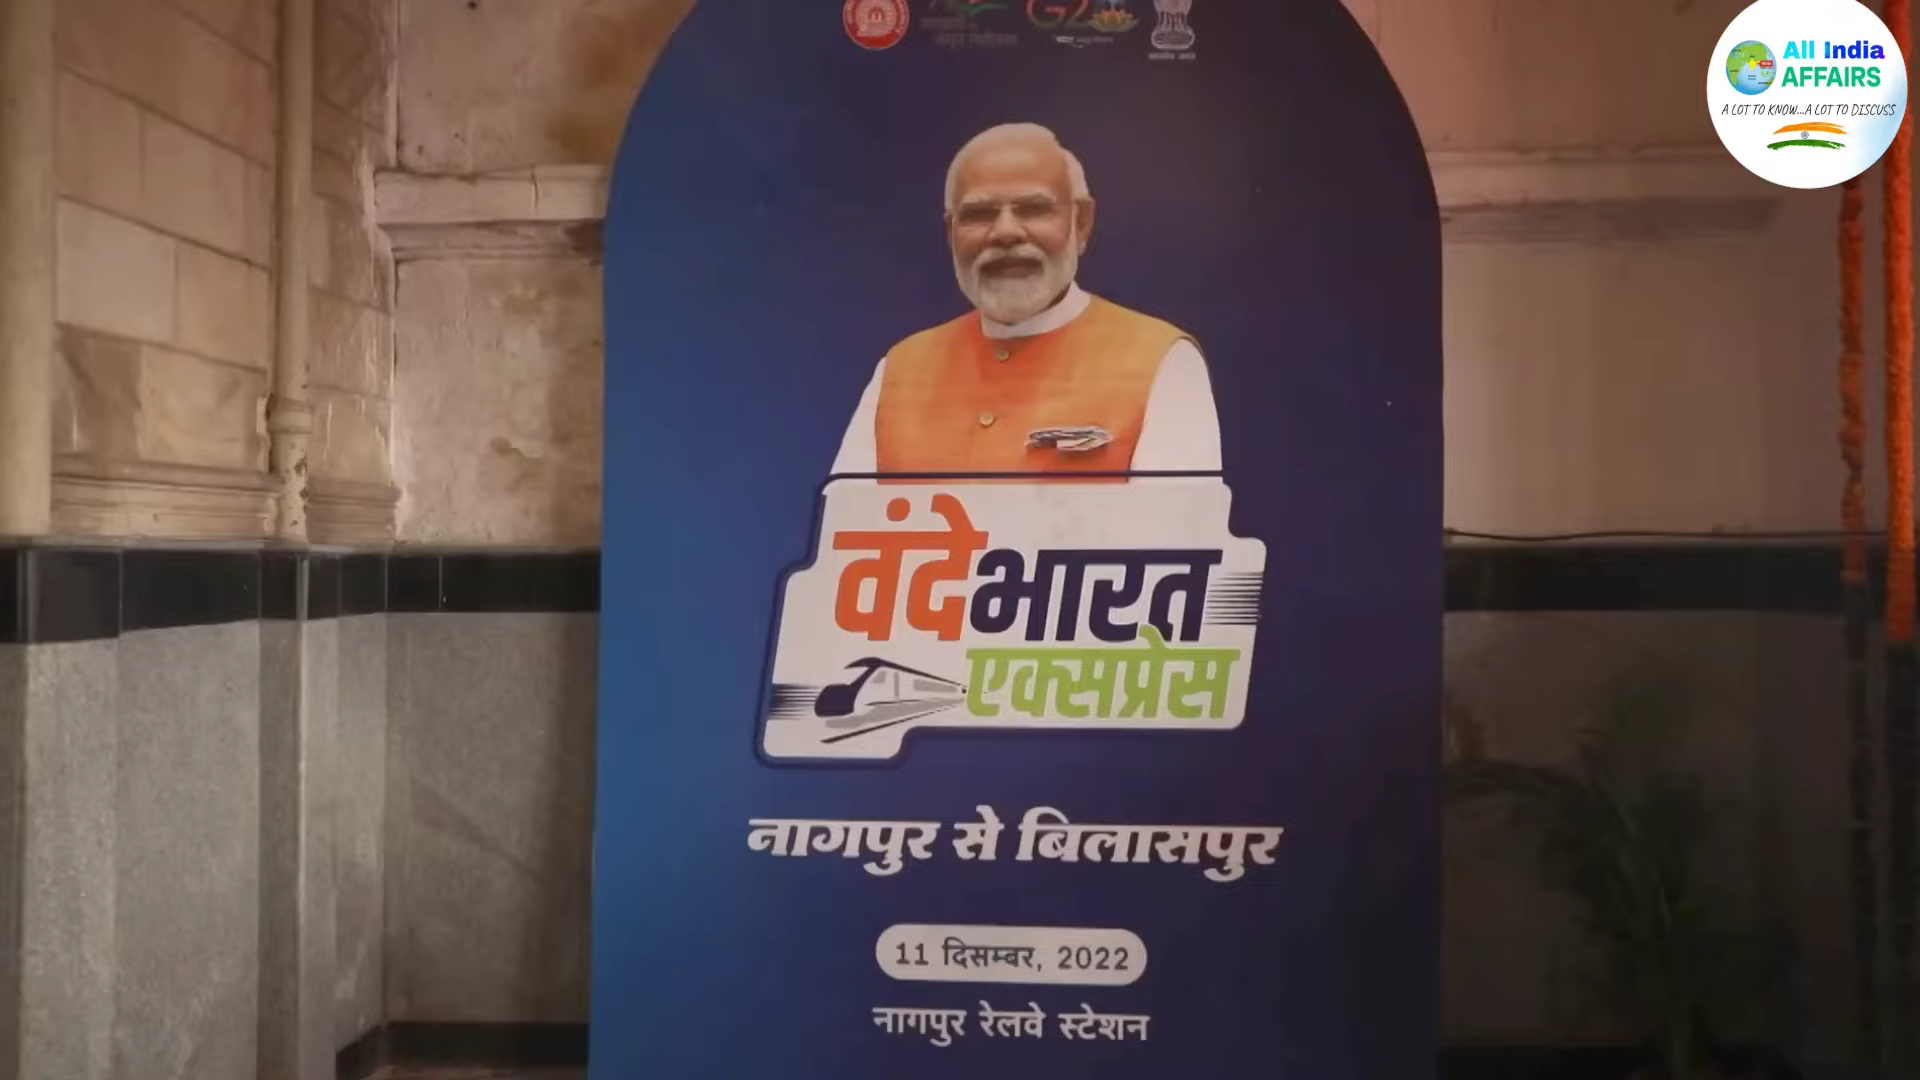 G20
All India
AFFAIRS
A LOT TO KNOW...A LOT TO DISCUSS
वंदे भारत
एक्सप्रेस
नागपुर से बिलासपुर
11 दिसम्बर, 2022
नागपुर रेलवे स्टेशन